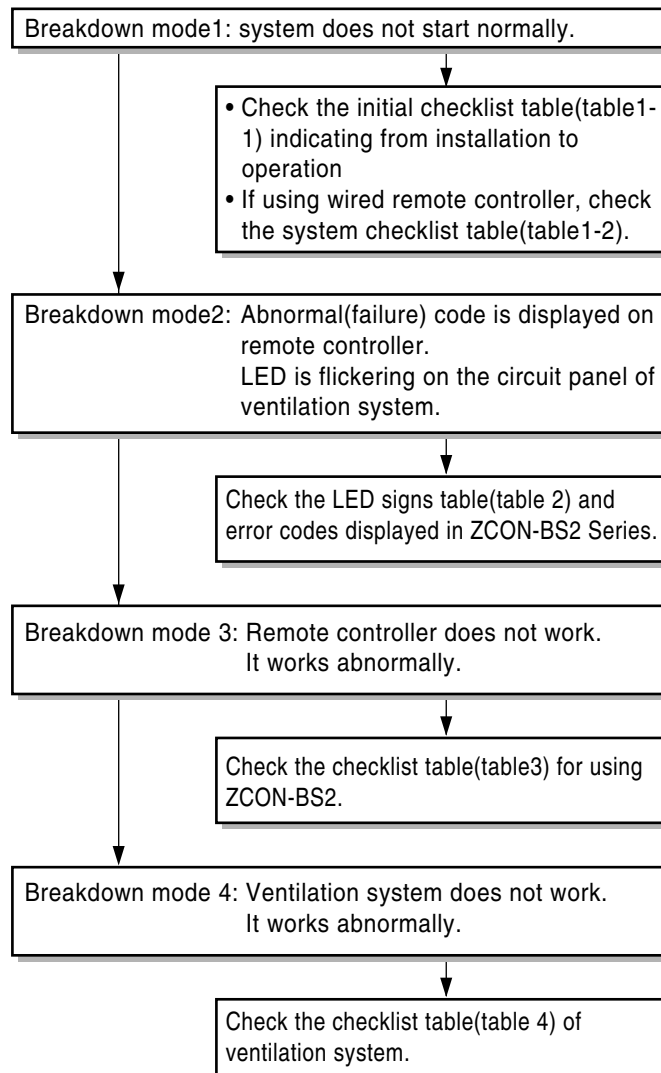 Breakdown mode1: system does not start normally.
• Check the initial checklist table(table1-
1) indicating from installation to
operation
• If using wired remote controller, check
the system checklist table(table1-2).
Breakdown mode2: Abnormal(failure) code is displayed on
remote controller.
LED is flickering on the circuit panel of
ventilation system.
Check the LED signs table(table 2) and
error codes displayed in ZCON-BS2 Series.
Breakdown mode 3: Remote controller does not work.
It works abnormally.
Check the checklist table(table3) for using
ZCON-BS2.
Breakdown mode 4: Ventilation system does not work.
It works abnormally.
Check the checklist table(table 4) of
ventilation system.